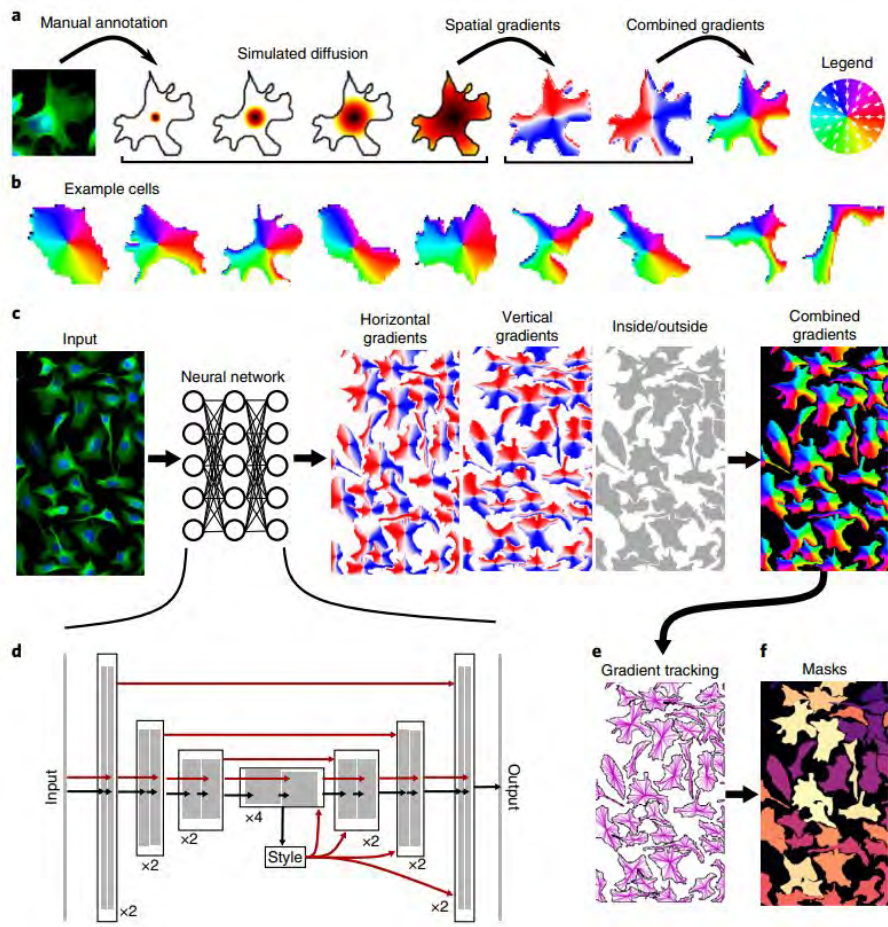 a
Manual annotation
Simulated diffusion
Spatial gradients
Combined gradients
Legend
b
Example cells
c
Input
Neural network
Horizontal
gradients
Vertical
gradients
Inside/outside
Combined
gradients
d
Input
×2
×2
×2
×4
Style
×2
×2
×2
Output
e
Gradient tracking
f
Masks